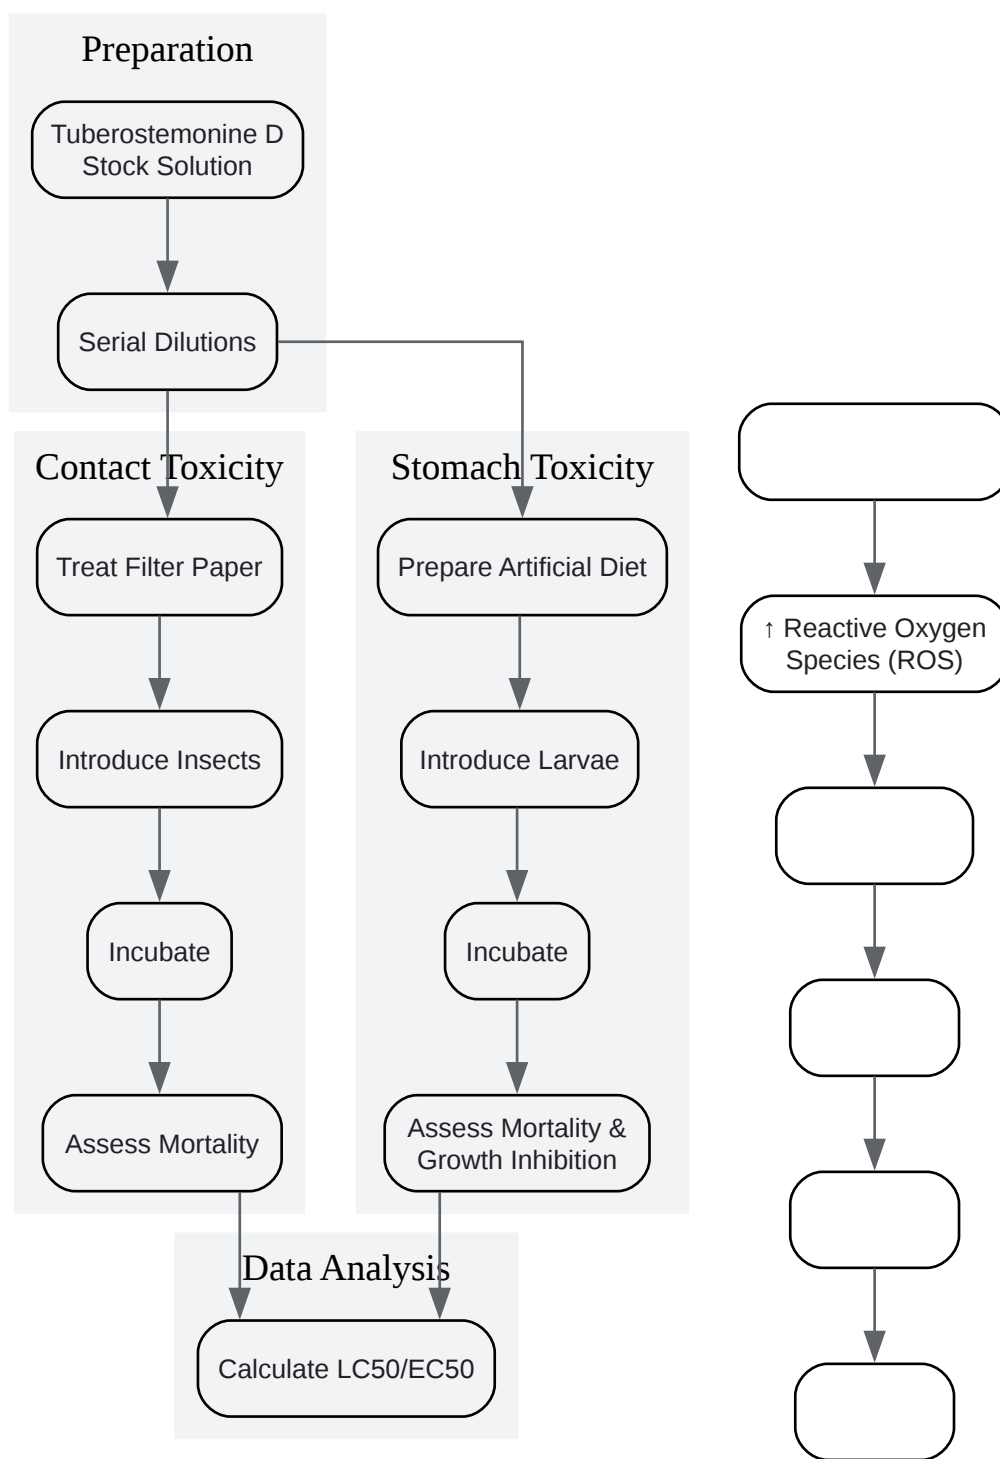 Preparation
Tuberostemonine D
Stock Solution
Serial Dilutions
Contact Toxicity
Treat Filter Paper
Introduce Insects
Incubate
Assess Mortality
Stomach Toxicity
Prepare Artificial Diet
Introduce Larvae
Incubate
Assess Mortality &
Growth Inhibition
Data Analysis
Calculate LC50/EC50
↑ Reactive Oxygen
Species (ROS)